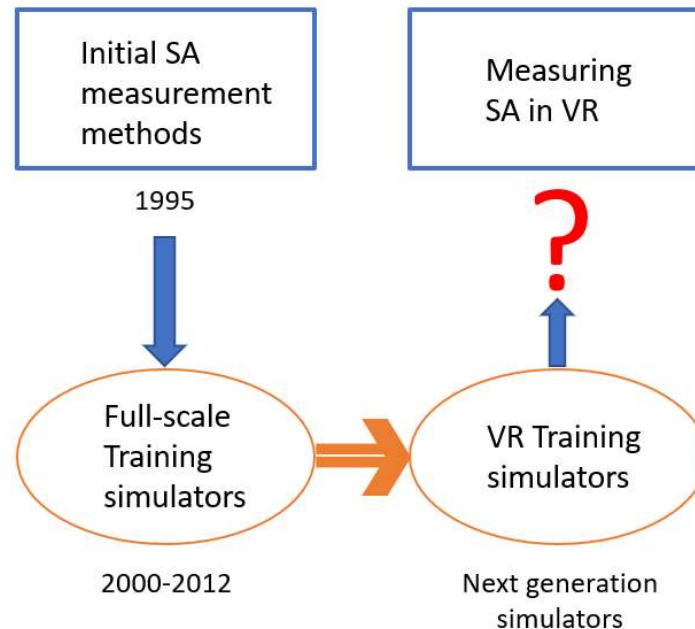 Initial SA
measurement
methods
1995
Measuring
SA in VR
?
Full-scale
Training
simulators
2000-2012
VR Training
simulators
Next generation
simulators